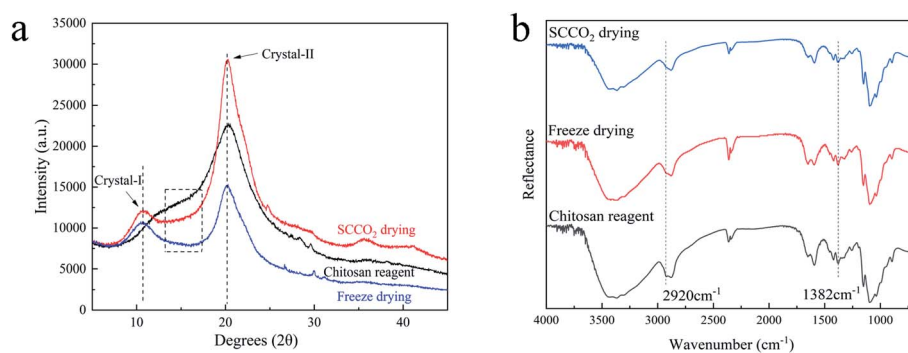 a
35000
30000
25000
20000
15000
10000
5000
0
Intensity (a.u.)
Crystal-I
Crystal-II
SCCO₂ drying
Chitosan reagent
Freeze drying
10 20 30 40
Degrees (2θ)
b
SCCO₂ drying
Freeze drying
Chitosan reagent
Reflectance
2920cm⁻¹ 1382cm⁻¹
4000 3500 3000 2500 2000 1500 1000
Wavenumber (cm⁻¹)